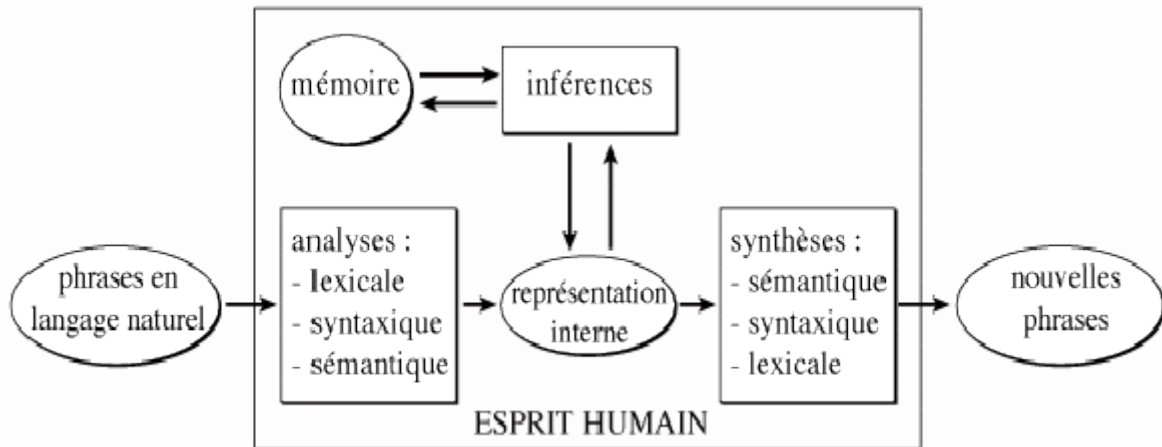 mémoire
inférences
phrases en
langage naturel
analyses :
- lexicale
- syntaxique
- sémantique
représentation
interne
synthèses :
- sémantique
- syntaxique
- lexicale
nouvelles
phrases
ESPRIT HUMAIN